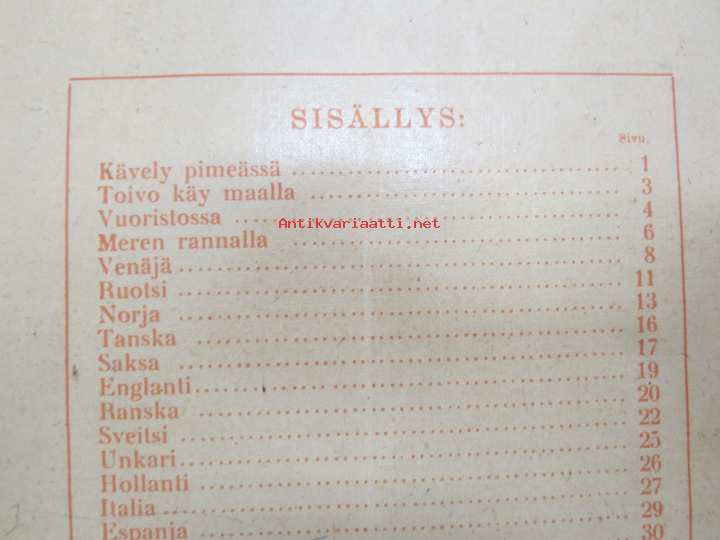 SISÄLLYS:
Sivu.
Kävely pimeässä ........ 1
Toivo käy maalla ........ 3
Vuoristossa ........ 4
Antikvariaatti.net
Meren rannalla ........ 6
Venäjä ........ 8
Ruotsi ........ 11
Norja ........ 13
Tanska ........ 16
Saksa ........ 17
Englanti ........ 19
Ranska ........ 20
Sveitsi ........ 22
Unkari ........ 25
Hollanti ........ 26
Italia ........ 27
Espanja ........ 29
30